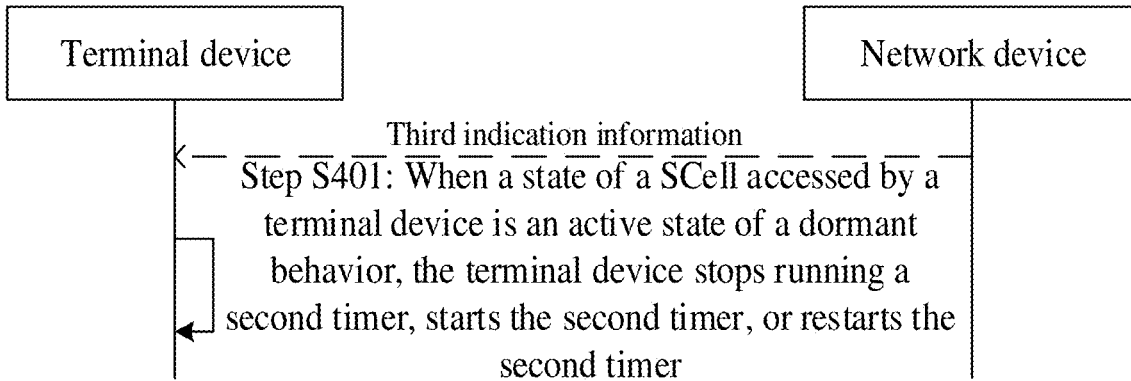 Terminal device
Network device
Third indication information
Step S401: When a state of a SCell accessed by a
terminal device is an active state of a dormant
behavior, the terminal device stops running a
second timer, starts the second timer, or restarts the
second timer